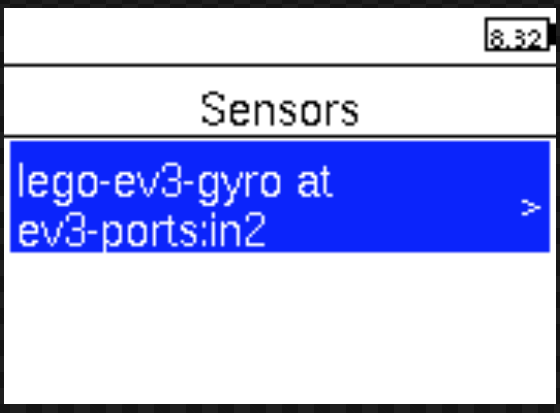 8.32
Sensors
lego-ev3-gyro at
ev3-ports:in2
>